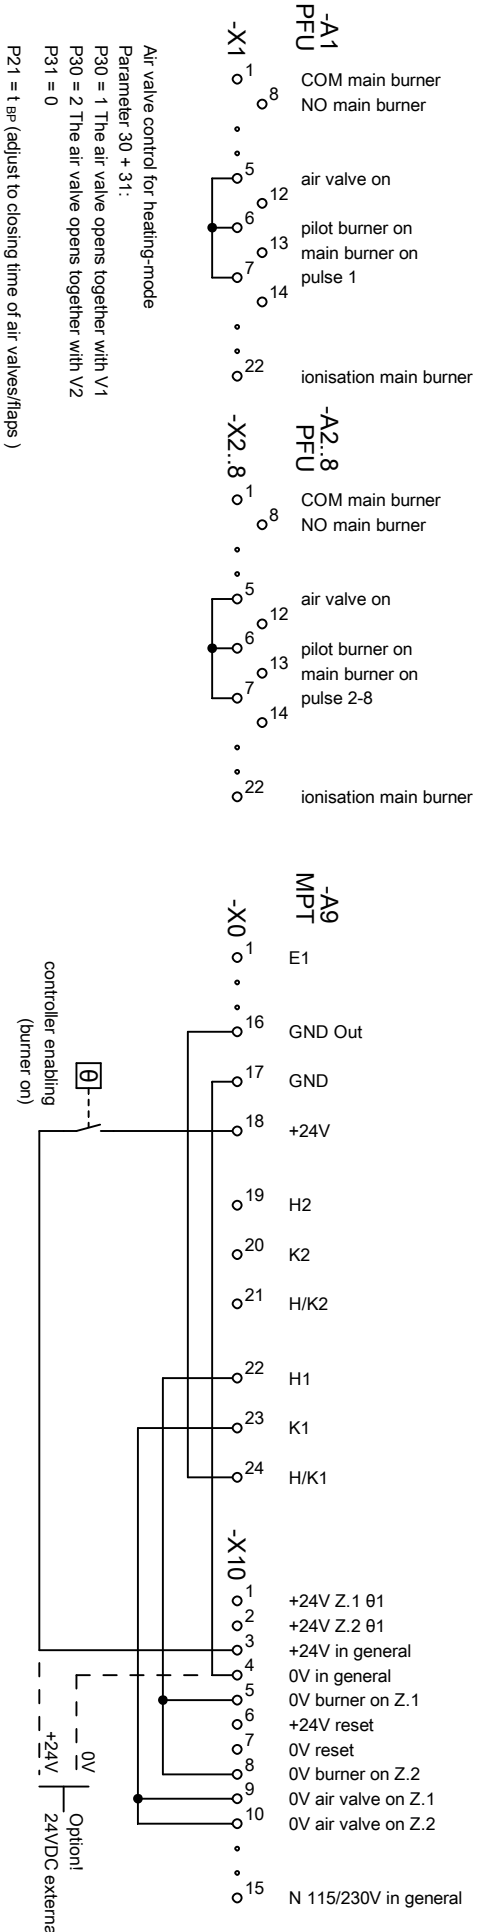 -A1
PFU
-X1
1 COM main burner
8 NO main burner
5 air valve on
12
6 pilot burner on
13 main burner on
7 pulse 1
14
22 ionisation main burner
Air valve control for heating-mode
Parameter 30 + 31:
P30 = 1 The air valve opens together with V1
P30 = 2 The air valve opens together with V2
P31 = 0
P21 = t BP (adjust to closing time of air valves/flaps )
-A2..8
PFU
-X2..8
1 COM main burner
8 NO main burner
5 air valve on
12
6 pilot burner on
13 main burner on
7 pulse 2-8
14
22 ionisation main burner
-A9
MPT
-X0
1 E1
16 GND Out
17 GND
18 +24V
19 H2
20 K2
21 H/K2
22 H1
23 K1
24 H/K1
θ
controller enabling
(burner on)
-X10
1 +24V Z.1 θ1
2 +24V Z.2 θ1
3 +24V in general
4 0V in general
5 0V burner on Z.1
6 +24V reset
7 0V reset
8 0V burner on Z.2
9 0V air valve on Z.1
10 0V air valve on Z.2
15 N 115/230V in general
0V
+24V
Option!
24VDC externa